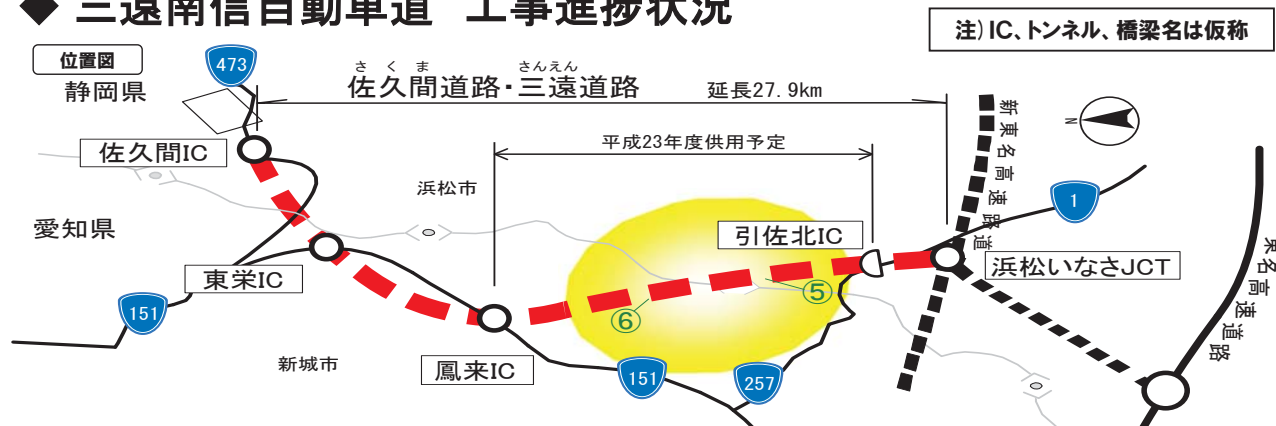 ◆ 三遠南信自動車道 工事進捗状況
注）IC、トンネル、橋梁名は仮称
位置図
473
静岡県
さくま さんえん
佐久間道路・三遠道路 延長27.9km
平成23年度供用予定
新東名高速道路
N
佐久間IC
浜松市
1
愛知県
引佐北IC
東名高速道路
浜松いなさJCT
東栄IC
⑤
151
⑥
新城市
鳳来IC
151
257